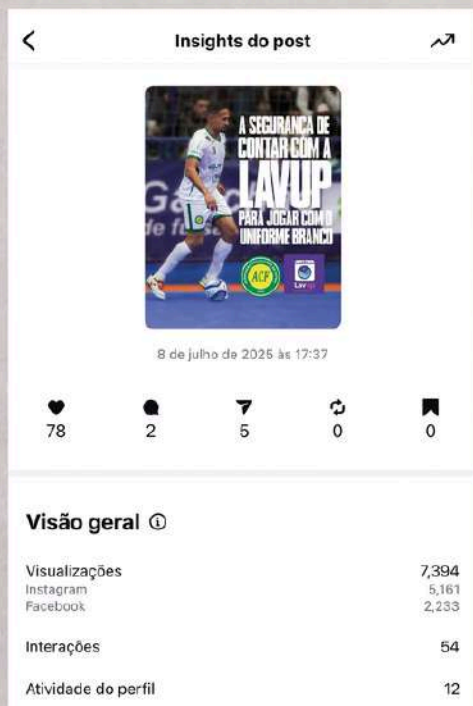 Insights do post
A SEGURANÇA DE
CONTAR COM A
LAVUP
PARA JOGAR COM O
UNIFORME BRANCO
ACF
Lavup
8 de julho de 2025 às 17:37
78 2 5 0 0
Visão geral
Visualizações 7,394
Instagram 5,161
Facebook 2,233
Interações 54
Atividade do perfil 12